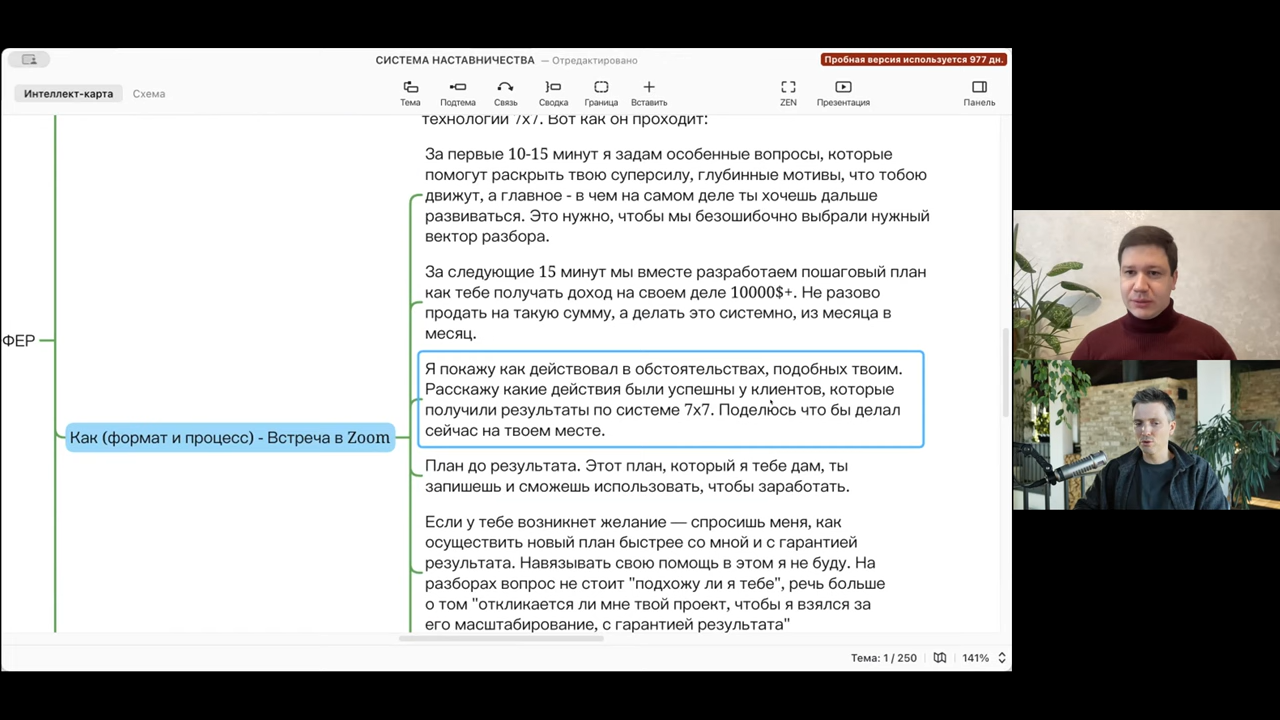 СИСТЕМА НАСТАВНИЧЕСТВА — Отредактировано
Пробная версия используется 977 дн.
Интеллект-карта Схема
Тема Подтема Связь Сводка Граница Вставить ZEN Презентация Панель
технологии 7х7. Вот как он проходит:
За первые 10-15 минут я задам особенные вопросы, которые
помогут раскрыть твою суперсилу, глубинные мотивы, что тобою
движут, а главное - в чем на самом деле ты хочешь дальше
развиваться. Это нужно, чтобы мы безошибочно выбрали нужный
вектор разбора.
За следующие 15 минут мы вместе разработаем пошаговый план
как тебе получать доход на своем деле 10000$+. Не разово
продать на такую сумму, а делать это системно, из месяца в
месяц.
ФЕР
Я покажу как действовал в обстоятельствах, подобных твоим.
Расскажу какие действия были успешны у клиентов, которые
получили результаты по системе 7х7. Поделюсь что бы делал
сейчас на твоем месте.
Как (формат и процесс) - Встреча в Zoom
План до результата. Этот план, который я тебе дам, ты
запишешь и сможешь использовать, чтобы заработать.
Если у тебе возникнет желание — спросишь меня, как
осуществить новый план быстрее со мной и с гарантией
результата. Навязывать свою помощь в этом я не буду. На
разборах вопрос не стоит "подхожу ли я тебе", речь больше
о том "откликается ли мне твой проект, чтобы я взялся за
его масштабирование, с гарантией результата"
Тема: 1 / 250 141%